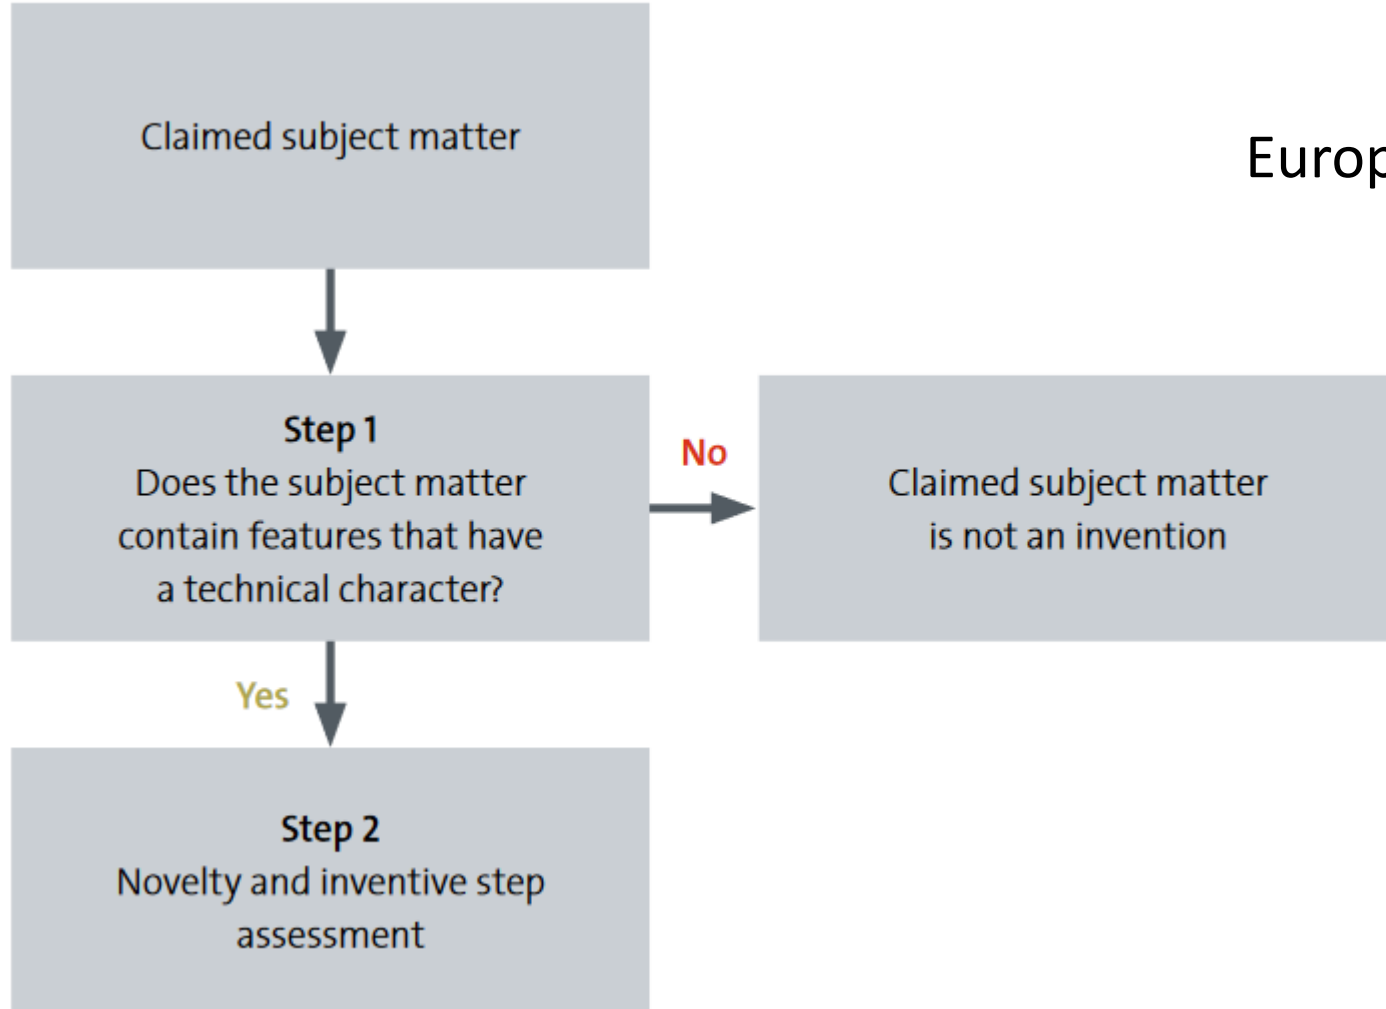 Claimed subject matter
Europ
Step 1
Does the subject matter
contain features that have
a technical character?
No
Claimed subject matter
is not an invention
Yes
Step 2
Novelty and inventive step
assessment